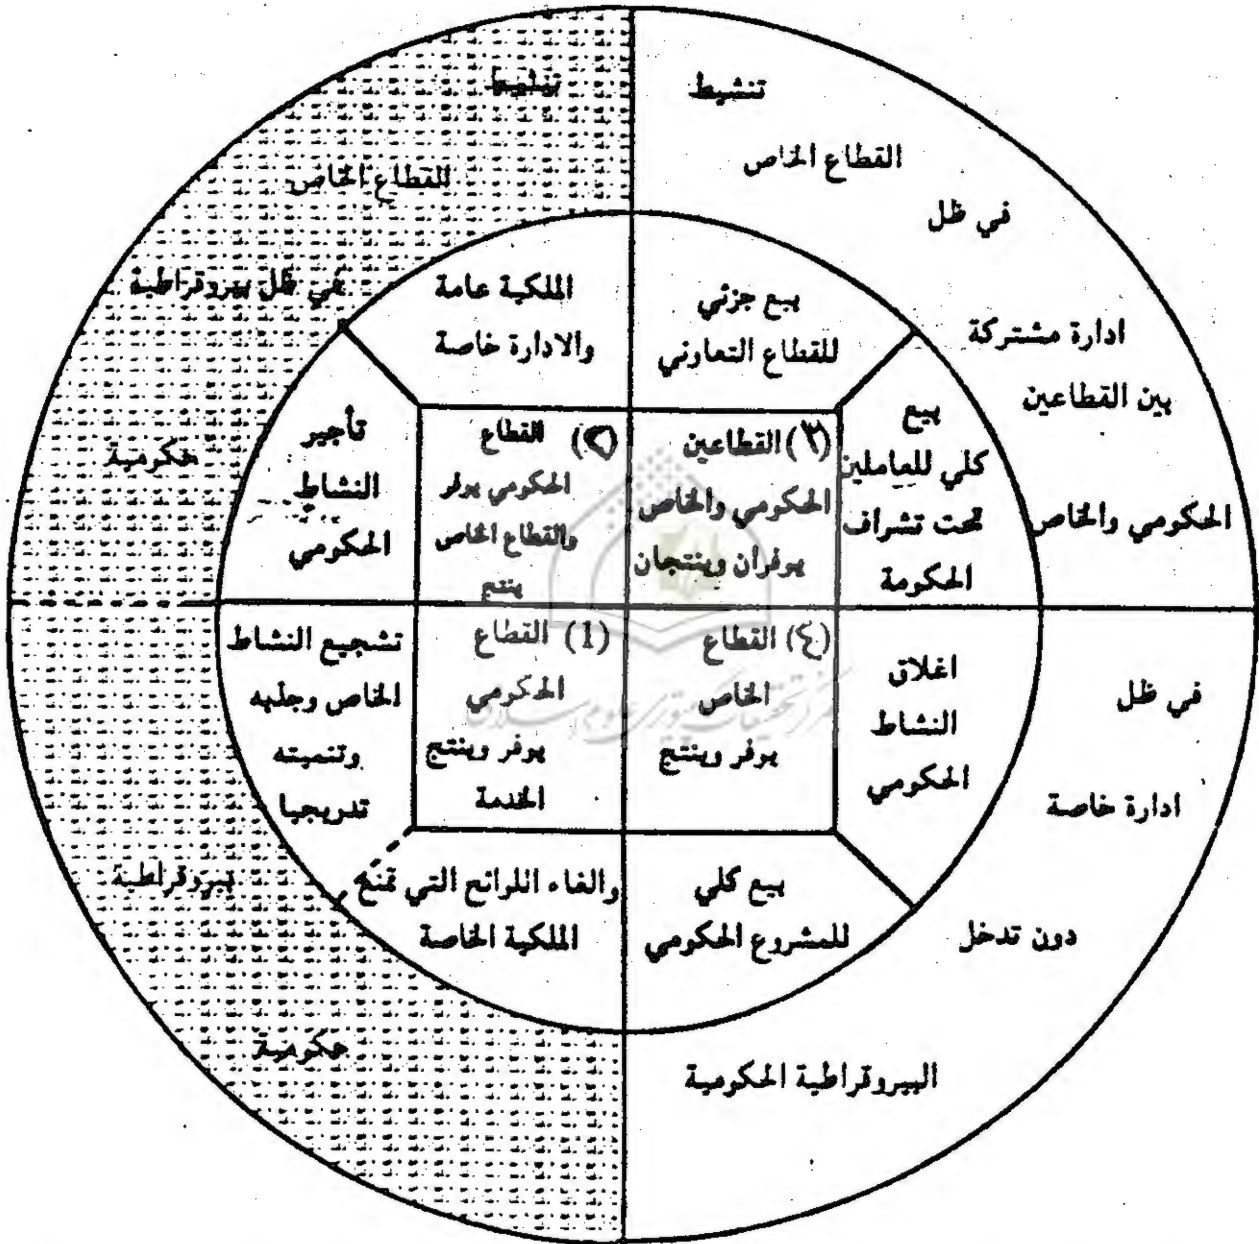 تنشيط
القطاع الخاص
في ظل
ادارة مشتركة
بين القطاعين
الحكومي والخاص
تنشيط
القطاع الخاص
في ظل بيروقراطية
حكومية
بيع جزئي
للقطاع التعاوني
الملكية عامة
والادارة خاصة
بيع
كلي للعاملين
تحت تشراف
الحكومة
(٣) القطاعين
الحكومي والخاص
يوفران وينتجان
(٢) القطاع
الحكومي يوفر
والقطاع الخاص
ينتج
تأجير
النشاط
الحكومي
في ظل
ادارة خاصة
دون تدخل
البيروقراطية الحكومية
اغلاق
النشاط
الحكومي
(٤) القطاع
الخاص
يوفر وينتج
(1) القطاع
الحكومي
يوفر وينتج
الخدمة
تشجيع النشاط
الخاص وجذبه
وتنميته
تدريجيا
بيع كلي
للمشروع الحكومي
والغاء اللوائح التي تمنع
الملكية الخاصة
بيروقراطية
حكومية